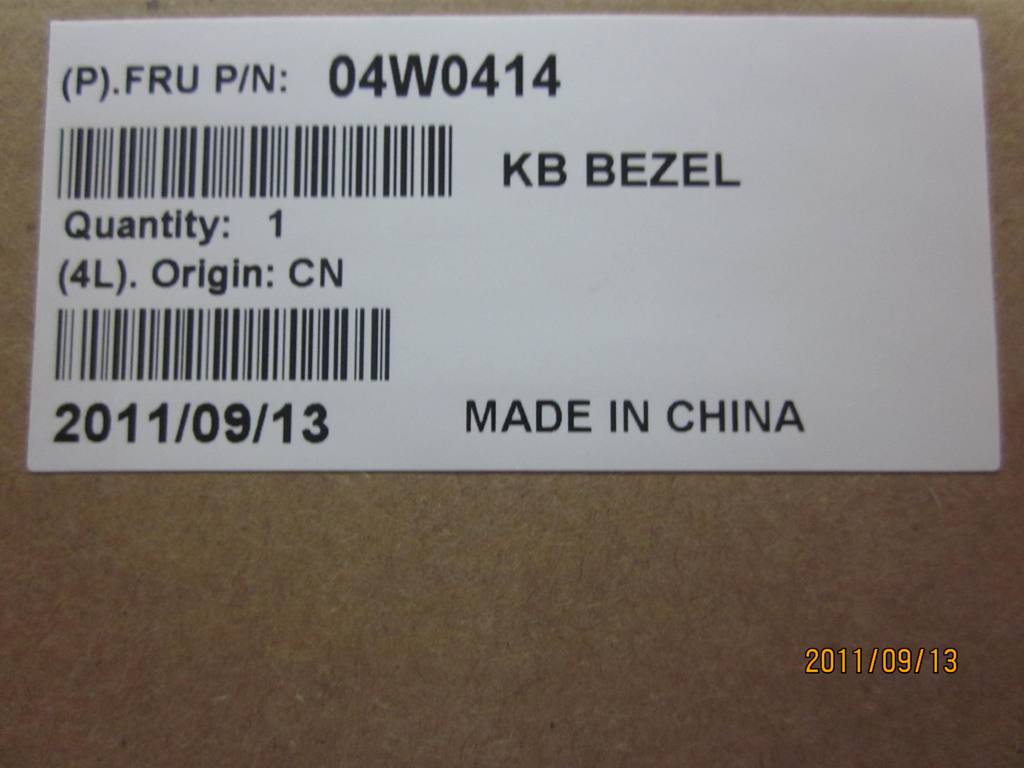 (P).FRU P/N: 04W0414
KB BEZEL
Quantity: 1
(4L). Origin: CN
2011/09/13
MADE IN CHINA
2011/09/13